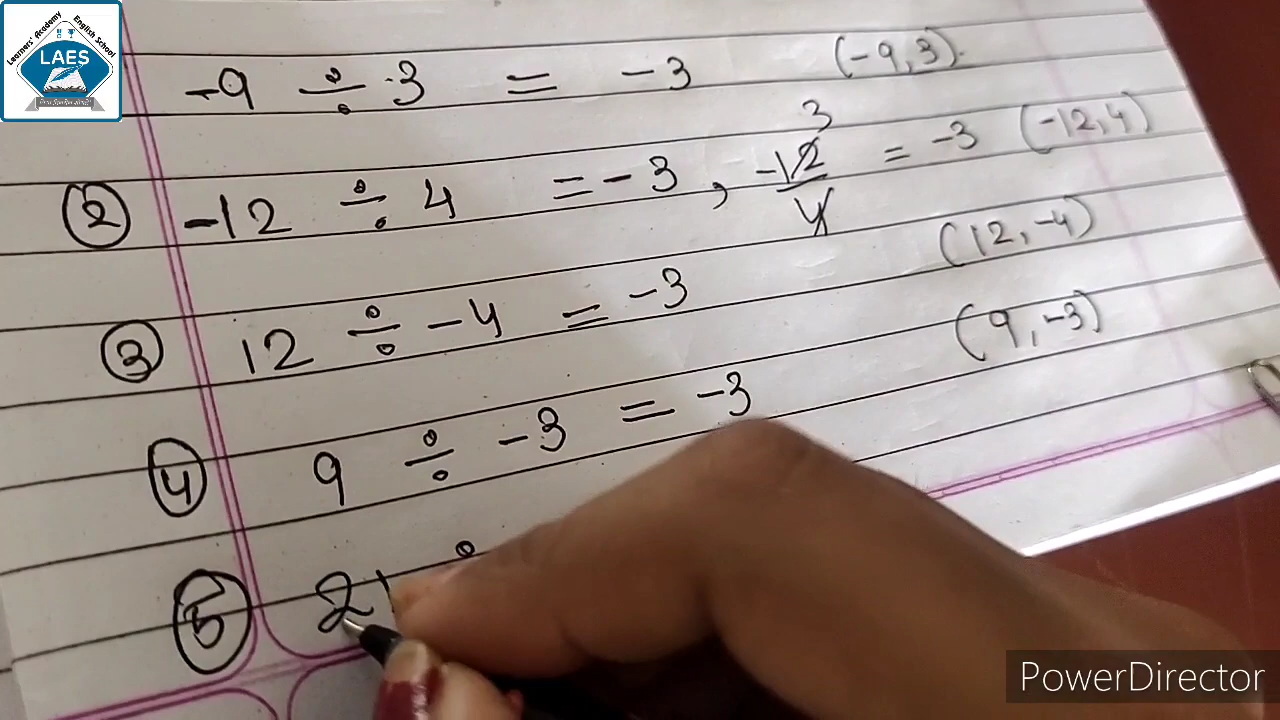 Learners' Academy English School
LAES
-9 ÷ 3 = -3 (-9,3).
② -12 ÷ 4 = -3 , -12/4 3 = -3 (-12,4)
③ 12 ÷ -4 = -3 (12,-4)
④ 9 ÷ -3 = -3 (9,-3)
⑤ 21
PowerDirector